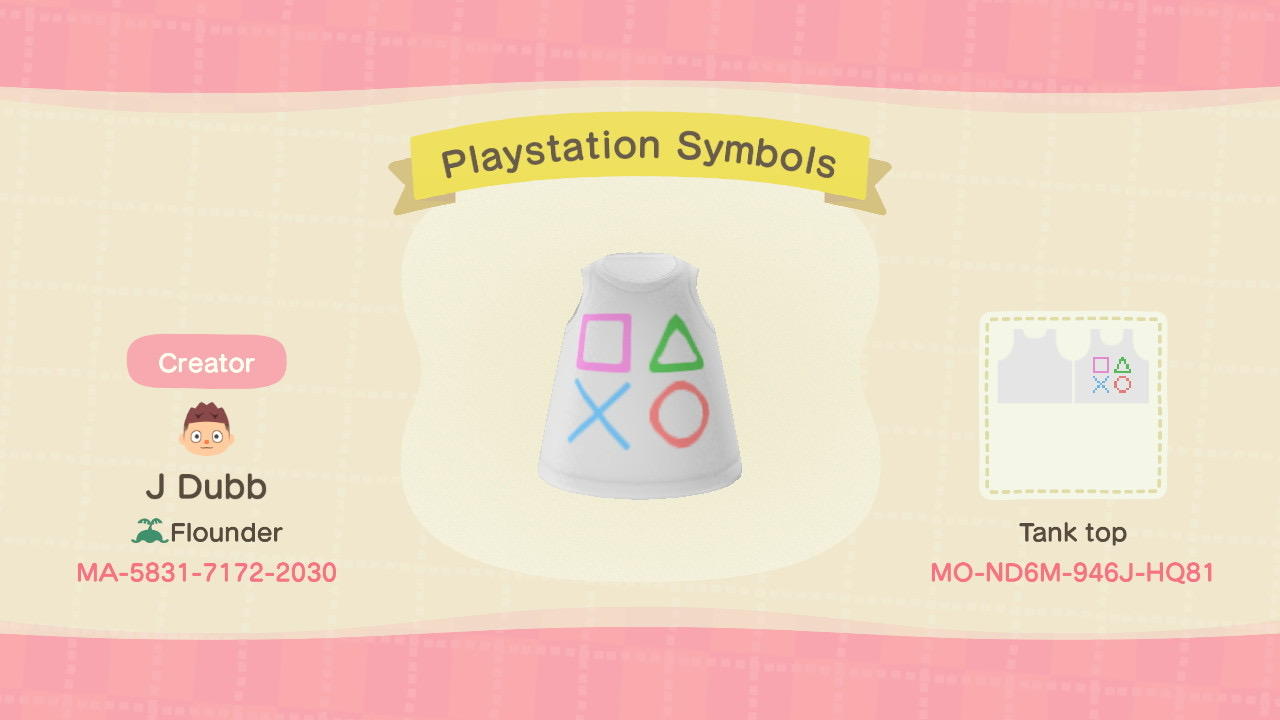 Playstation Symbols
Creator
J Dubb
Flounder
MA-5831-7172-2030
Tank top
MO-ND6M-946J-HQ81